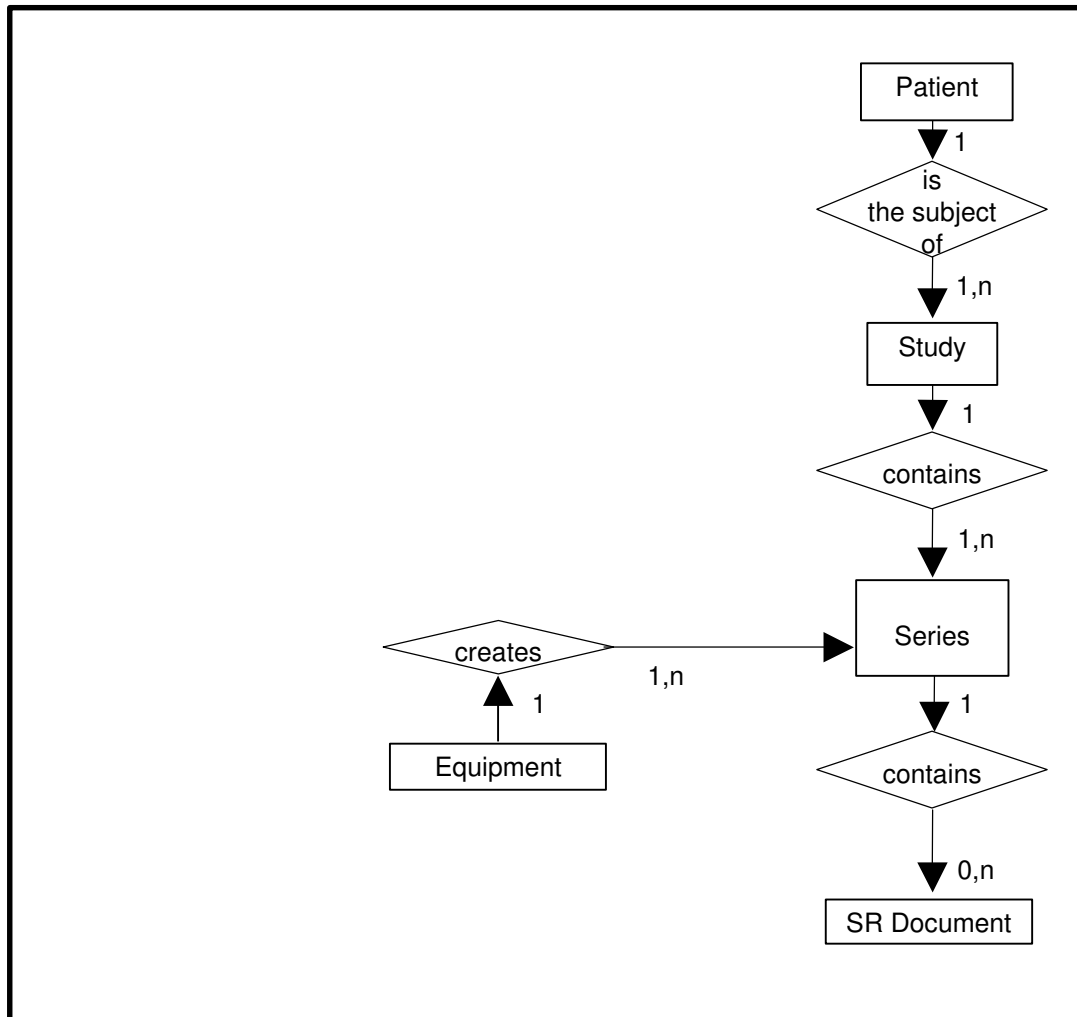 Patient
1
is
the subject
of
1,n
Study
1
contains
1,n
Series
creates
1,n
1
1
Equipment
contains
0,n
SR Document